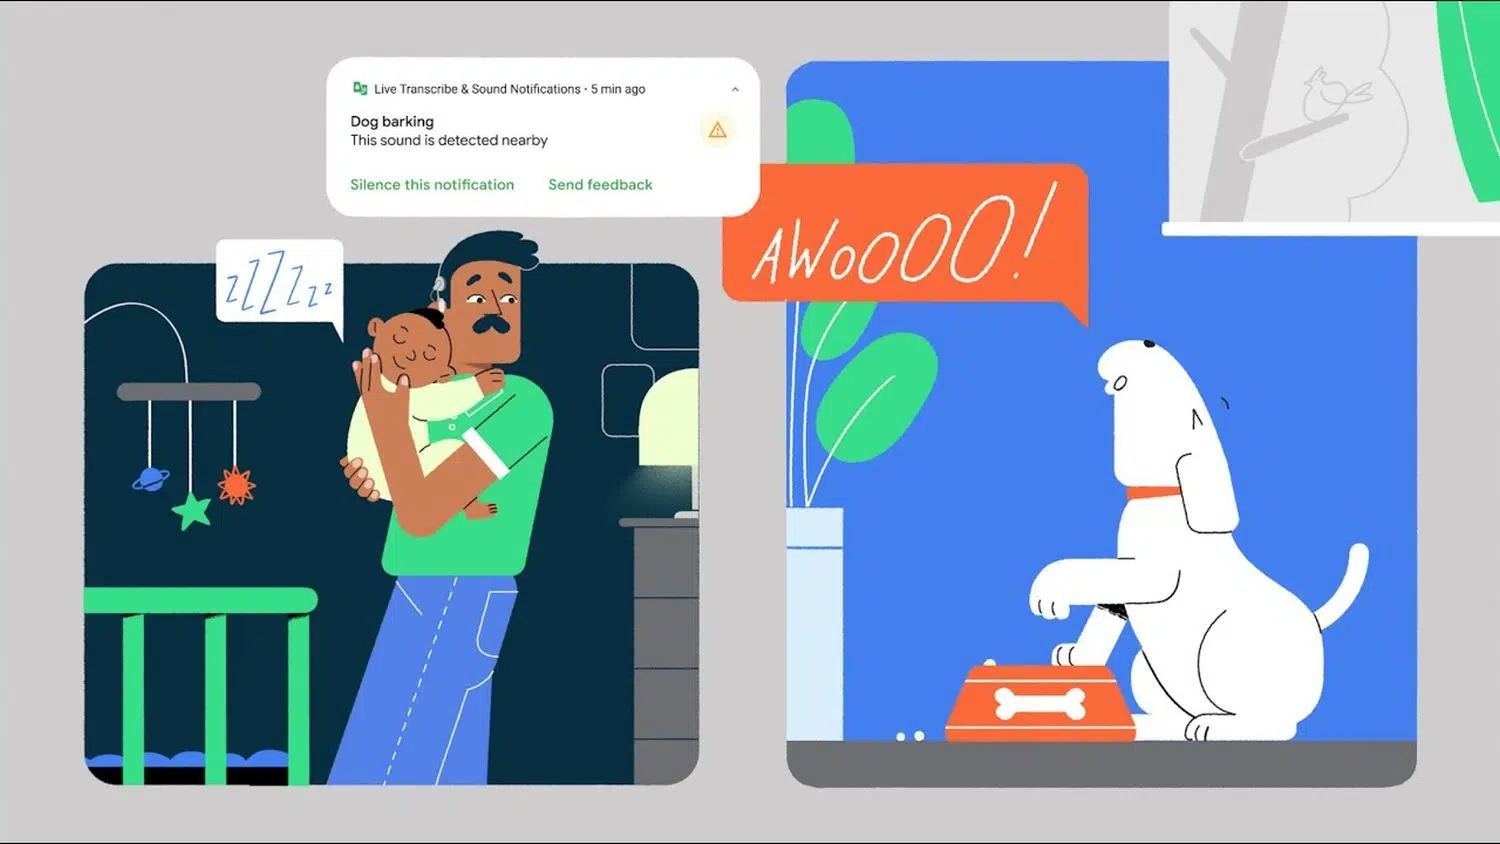 Live Transcribe & Sound Notifications · 5 min ago
Dog barking
This sound is detected nearby
Silence this notification Send feedback
AWoOOO!
zZZZzzz